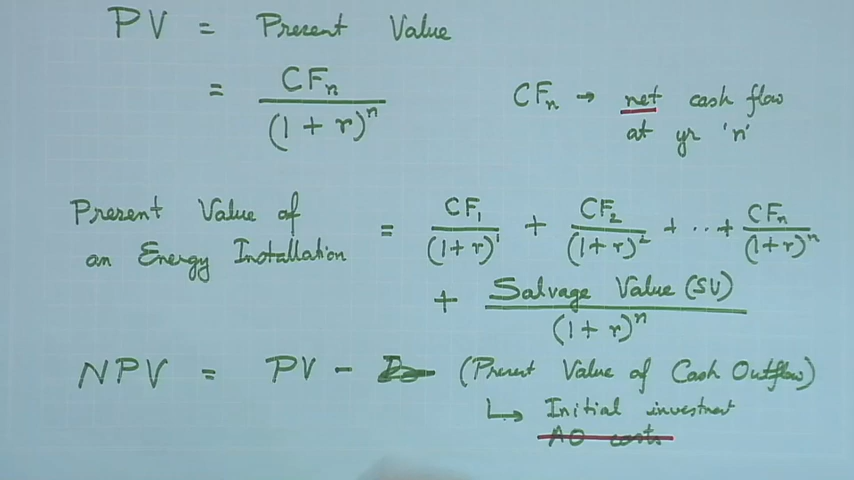 PV = Present Value
= CFn / (1 + r)^n
CFn → net cash flow
at yr 'n'
Present Value of
an Energy Installation
= CF1 / (1+r)^1 + CF2 / (1+r)^2 + ... + CFn / (1+r)^n
+ Salvage Value (SV) / (1 + r)^n
NPV = PV - (Present Value of Cash Outflow)
↳ Initial investment
AO costs